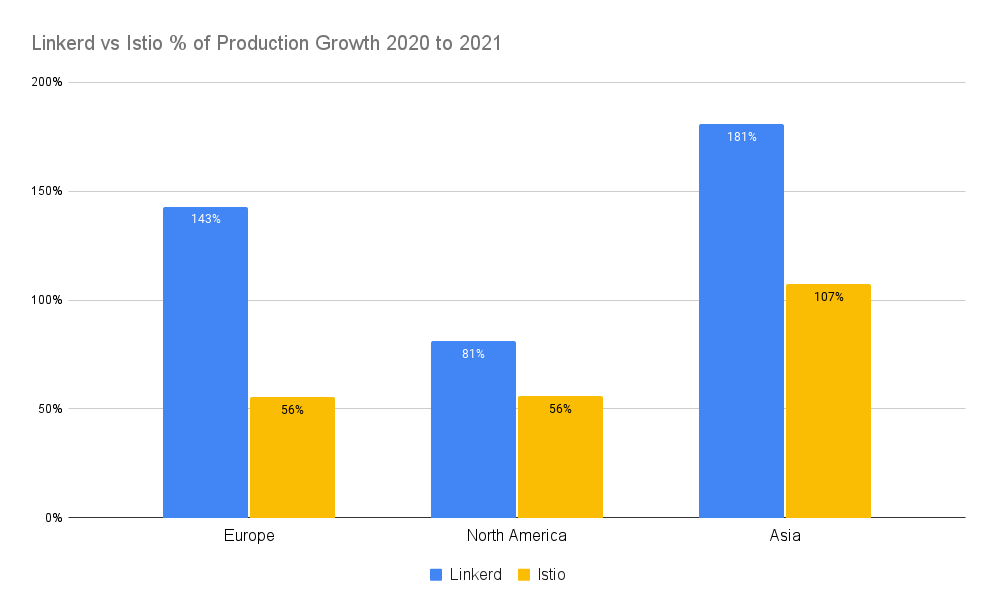 Linkerd vs Istio % of Production Growth 2020 to 2021
200%
150%
100%
50%
0%
143%
56%
81%
56%
181%
107%
Europe
North America
Asia
Linkerd
Istio